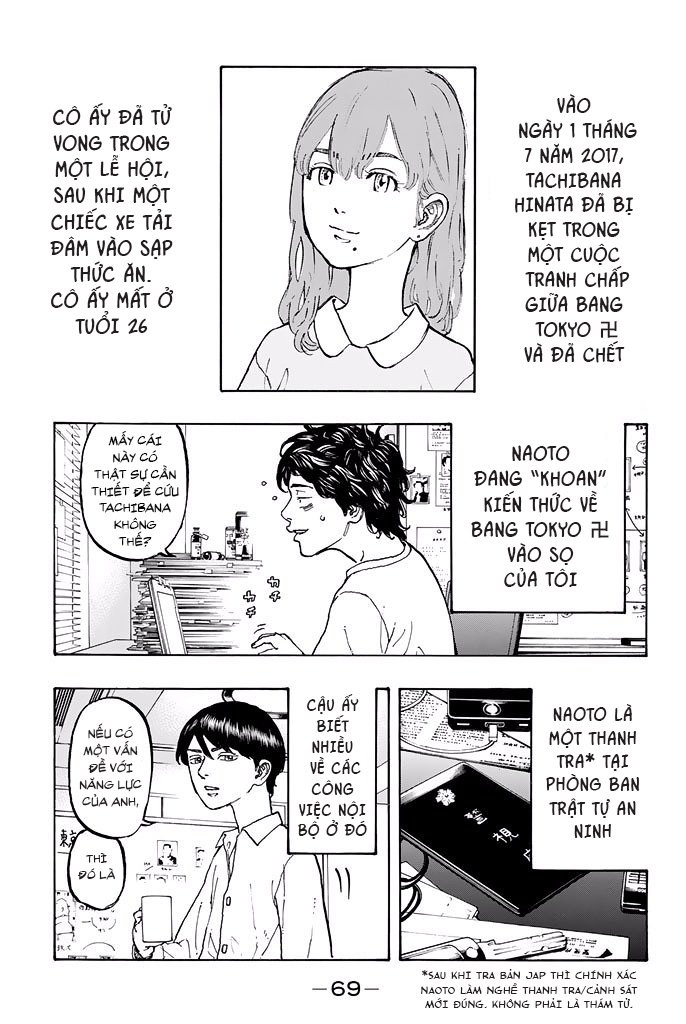 VÀO
NGÀY 1 THÁNG
7 NĂM 2017,
TACHIBANA
HINATA ĐÃ BỊ
KẸT TRONG
MỘT CUỘC
TRANH CHẤP
GIỮA BANG
TOKYO 卍
VÀ ĐÃ CHẾT
CÔ ẤY ĐÃ TỬ
VONG TRONG
MỘT LỄ HỘI,
SAU KHI MỘT
CHIẾC XE TẢI
ĐÂM VÀO SẠP
THỨC ĂN.
CÔ ẤY MẤT Ở
TUỔI 26
NAOTO
ĐANG "KHOAN"
KIẾN THỨC VỀ
BANG TOKYO 卍
VÀO SỌ
CỦA TÔI
MẤY CÁI
NÀY CÓ
THẬT SỰ CẦN
THIẾT ĐỂ CỨU
TACHIBANA
KHÔNG
THẾ?
カチ
カチ
NAOTO LÀ
MỘT THANH
TRA* TẠI
PHÒNG BAN
TRẬT TỰ AN
NINH
CẬU ẤY
BIẾT
NHIỀU
VỀ CÁC
CÔNG
VIỆC NỘI
BỘ Ở ĐÓ
NẾU CÓ
MỘT VẤN
ĐỀ VỚI
NĂNG LỰC
CỦA ANH,
THÌ
ĐÓ LÀ
—69—
*SAU KHI TRA BẢN JAP THÌ CHÍNH XÁC
NAOTO LÀM NGHỀ THANH TRA/CẢNH SÁT
MỚI ĐÚNG, KHÔNG PHẢI LÀ THÁM TỬ.